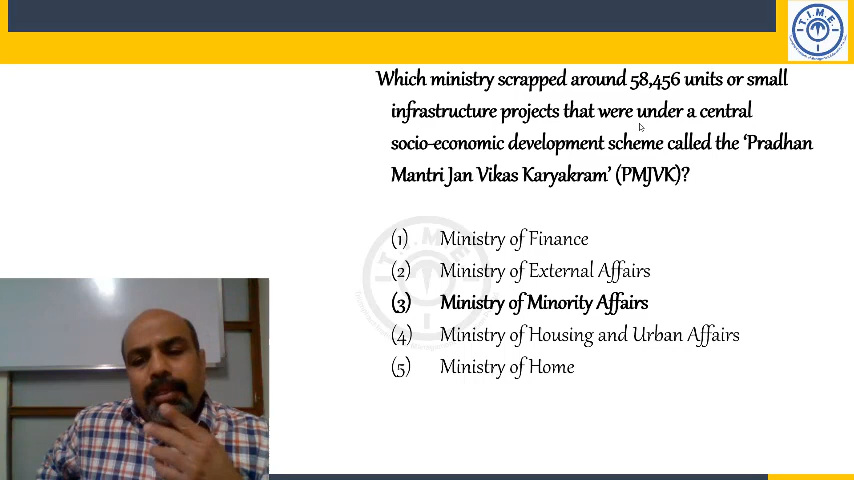 T.I.M.E.
Which ministry scrapped around 58,456 units or small
infrastructure projects that were under a central
socio-economic development scheme called the ‘Pradhan
Mantri Jan Vikas Karyakram’ (PMJVK)?
(1) Ministry of Finance
(2) Ministry of External Affairs
(3) Ministry of Minority Affairs
(4) Ministry of Housing and Urban Affairs
(5) Ministry of Home